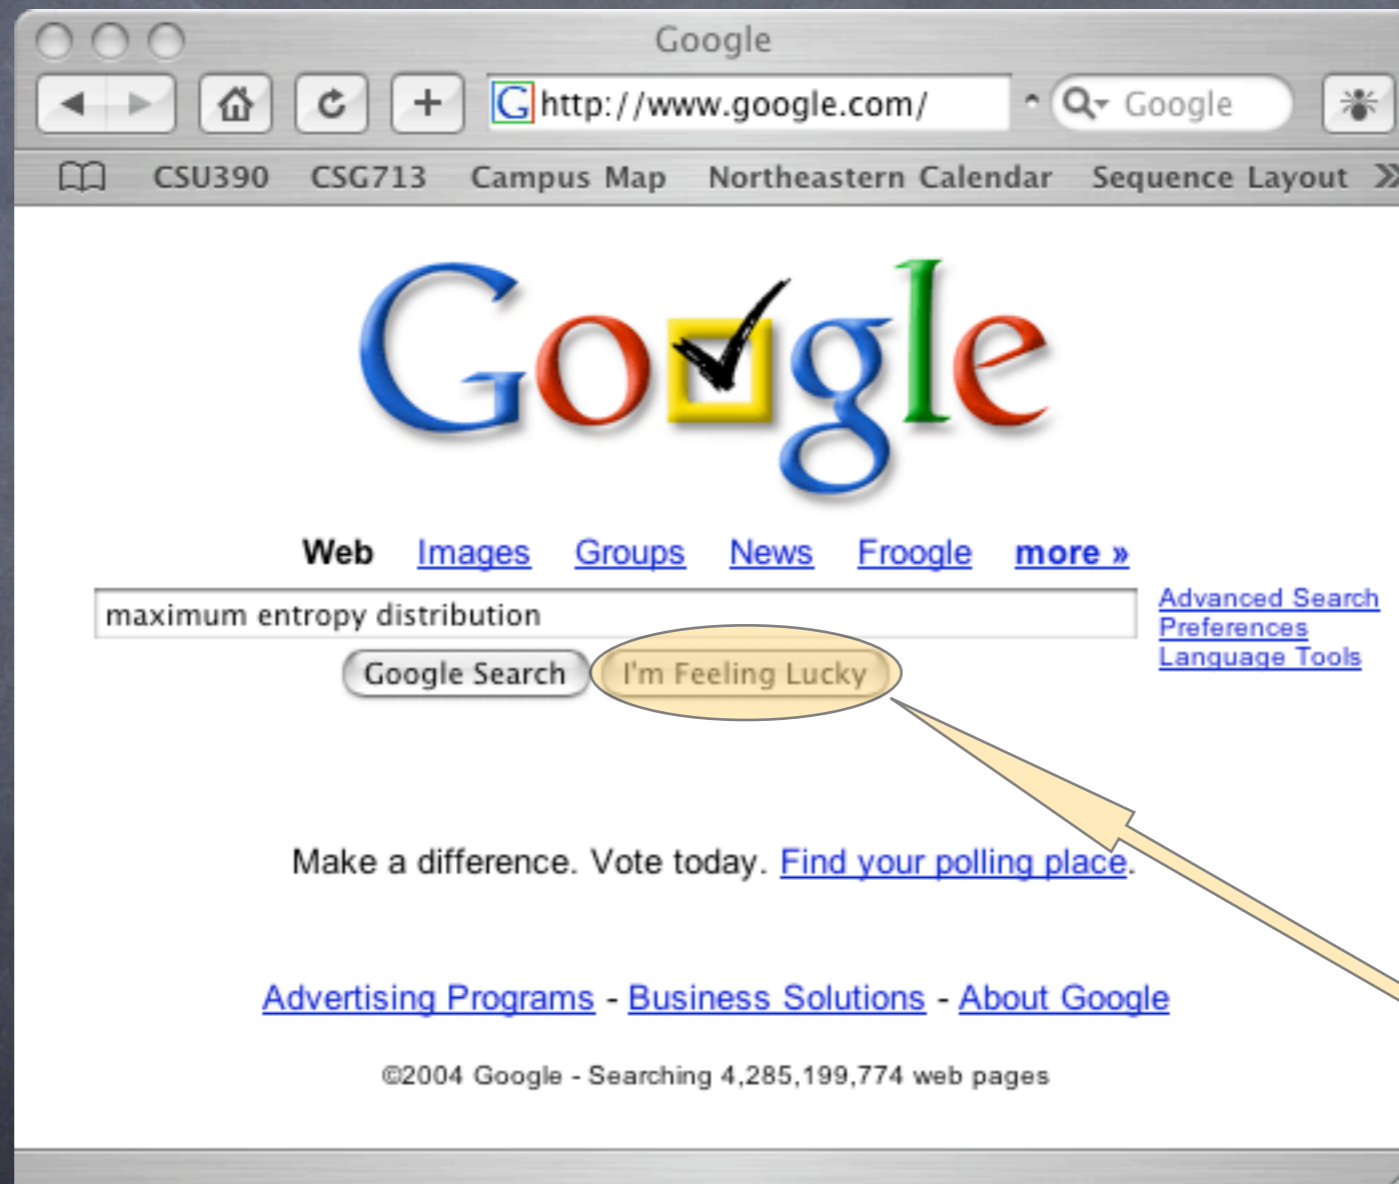 Google
http://www.google.com/ Google
CSU390 CSG713 Campus Map Northeastern Calendar Sequence Layout »
Google
Web Images Groups News Froogle more »
maximum entropy distribution
Advanced Search
Preferences
Language Tools
Google Search I'm Feeling Lucky
Make a difference. Vote today. Find your polling place.
Advertising Programs - Business Solutions - About Google
©2004 Google - Searching 4,285,199,774 web pages